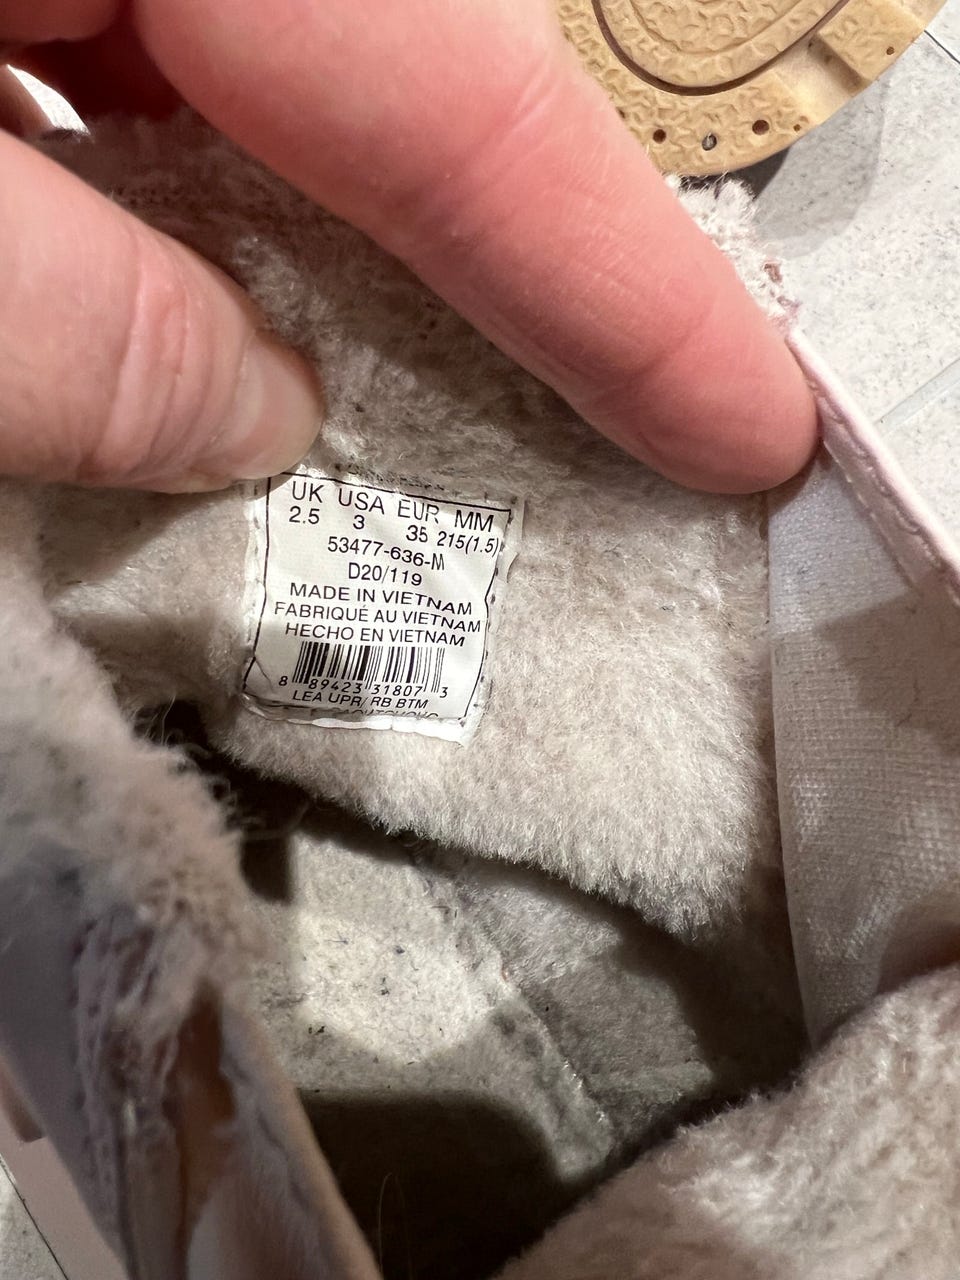 UK USA EUR MM
2.5 3 35 215(1.5)
53477-636-M
D20/119
MADE IN VIETNAM
FABRIQUÉ AU VIETNAM
HECHO EN VIETNAM
8 89423 31807 3
LEA UPR/ RB BTM